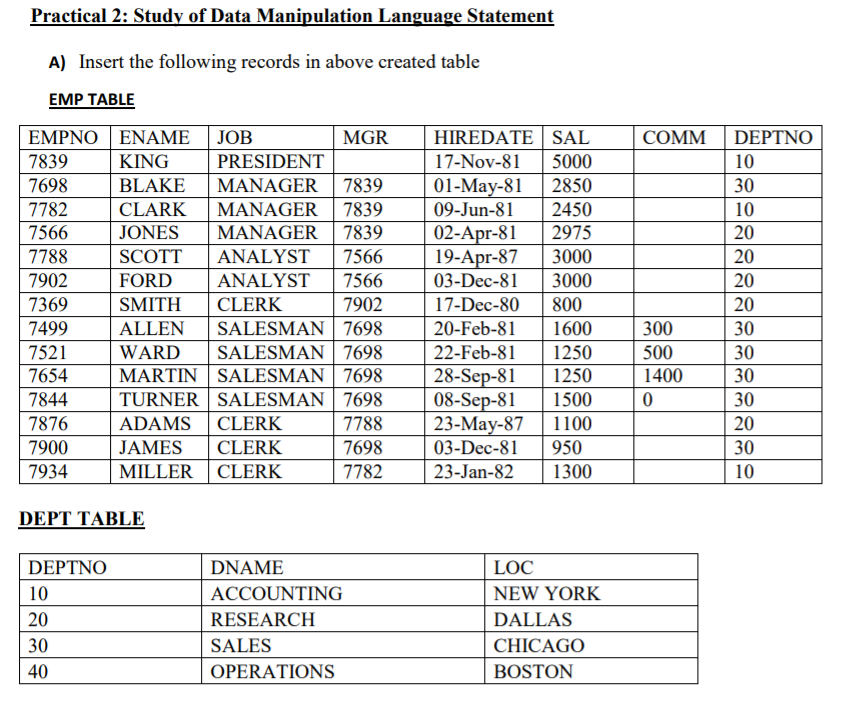 Practical 2: Study of Data Manipulation Language Statement
A) Insert the following records in above created table
EMP TABLE
EMPNO ENAME JOB MGR HIREDATE SAL COMM DEPTNO
7839 KING PRESIDENT 17-Nov-81 5000 10
7698 BLAKE MANAGER 7839 01-May-81 2850 30
7782 CLARK MANAGER 7839 09-Jun-81 2450 10
7566 JONES MANAGER 7839 02-Apr-81 2975 20
7788 SCOTT ANALYST 7566 19-Apr-87 3000 20
7902 FORD ANALYST 7566 03-Dec-81 3000 20
7369 SMITH CLERK 7902 17-Dec-80 800 20
7499 ALLEN SALESMAN 7698 20-Feb-81 1600 300 30
7521 WARD SALESMAN 7698 22-Feb-81 1250 500 30
7654 MARTIN SALESMAN 7698 28-Sep-81 1250 1400 30
7844 TURNER SALESMAN 7698 08-Sep-81 1500 0 30
7876 ADAMS CLERK 7788 23-May-87 1100 20
7900 JAMES CLERK 7698 03-Dec-81 950 30
7934 MILLER CLERK 7782 23-Jan-82 1300 10
DEPT TABLE
DEPTNO DNAME LOC
10 ACCOUNTING NEW YORK
20 RESEARCH DALLAS
30 SALES CHICAGO
40 OPERATIONS BOSTON